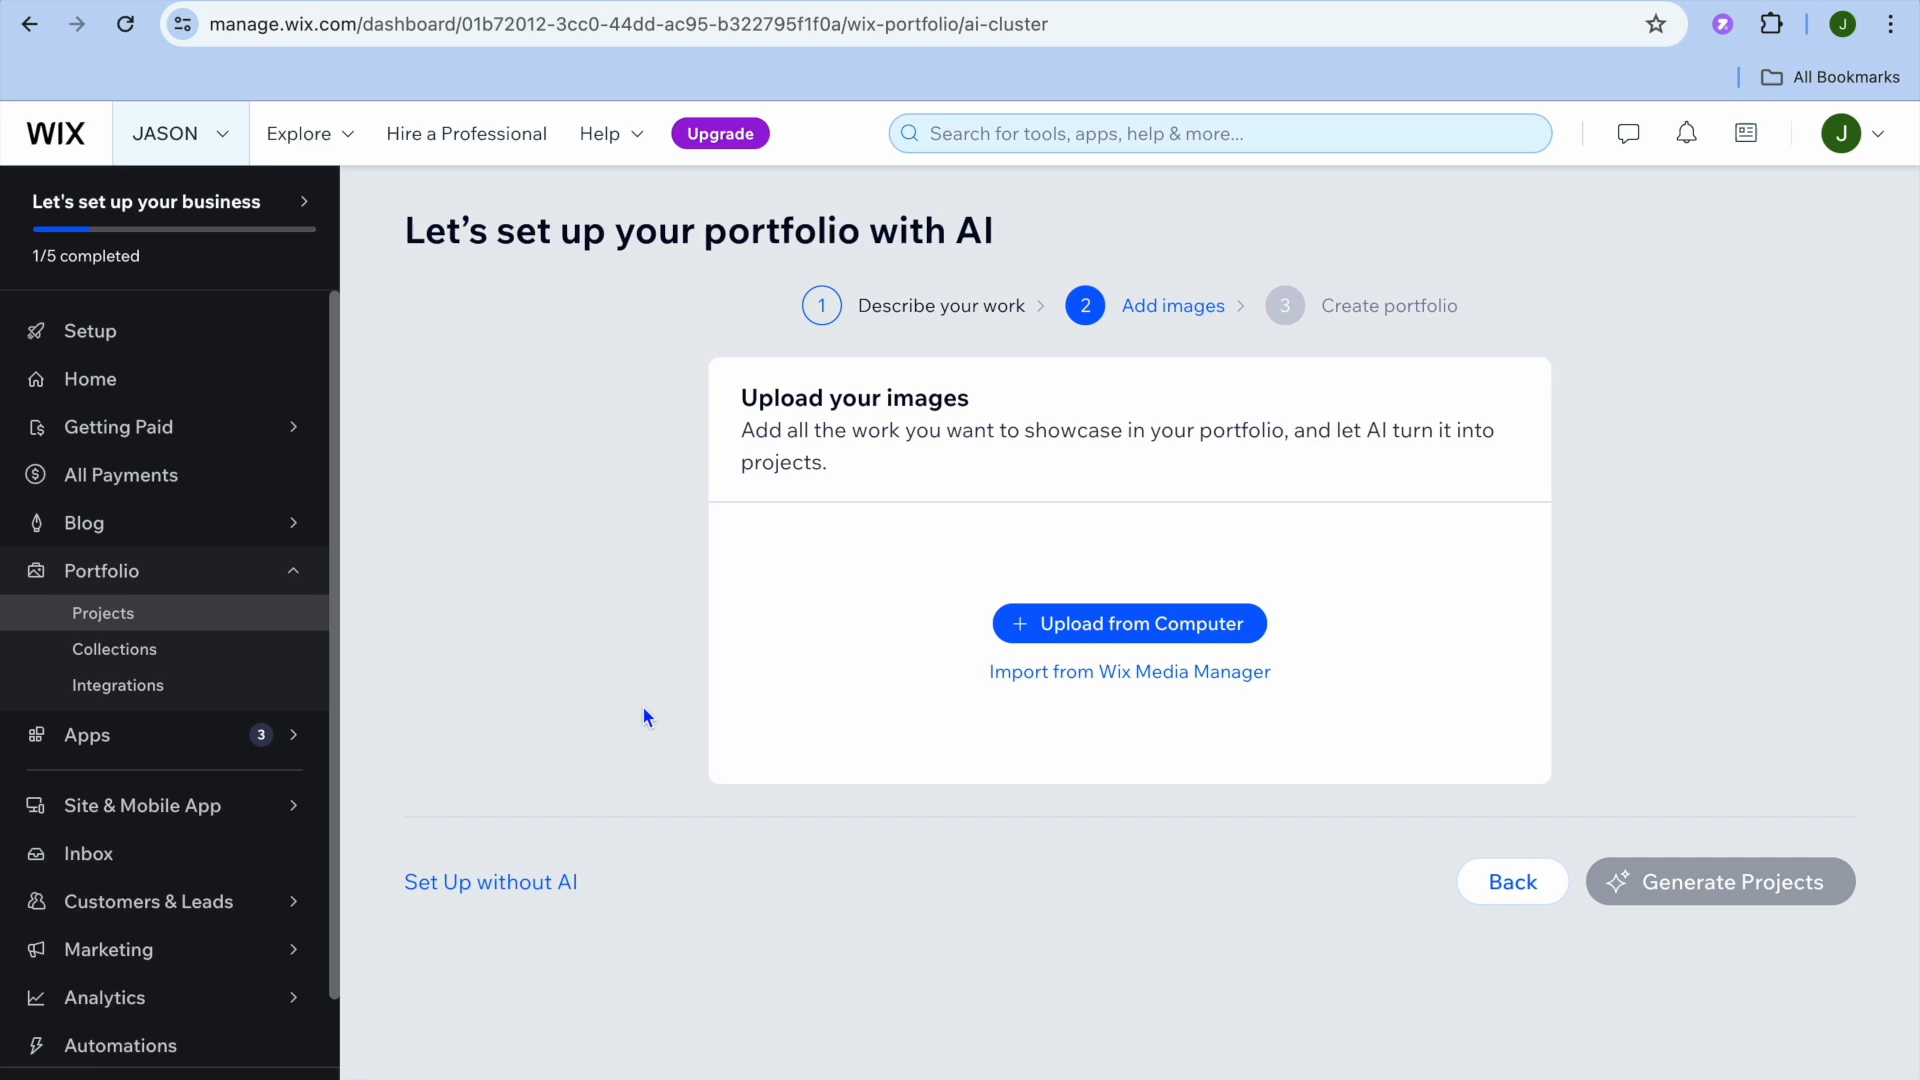 manage.wix.com/dashboard/01b72012-3cc0-44dd-ac95-b322795f1f0a/wix-portfolio/ai-cluster
J
All Bookmarks
WIX
JASON
Explore
Hire a Professional
Help
Upgrade
Search for tools, apps, help & more...
J
Let's set up your business
1/5 completed
Setup
Home
Getting Paid
All Payments
Blog
Portfolio
Projects
Collections
Integrations
Apps
3
Site & Mobile App
Inbox
Customers & Leads
Marketing
Analytics
Automations
Let’s set up your portfolio with AI
1 Describe your work
2 Add images
3 Create portfolio
Upload your images
Add all the work you want to showcase in your portfolio, and let AI turn it into
projects.
+ Upload from Computer
Import from Wix Media Manager
Set Up without AI
Back
Generate Projects